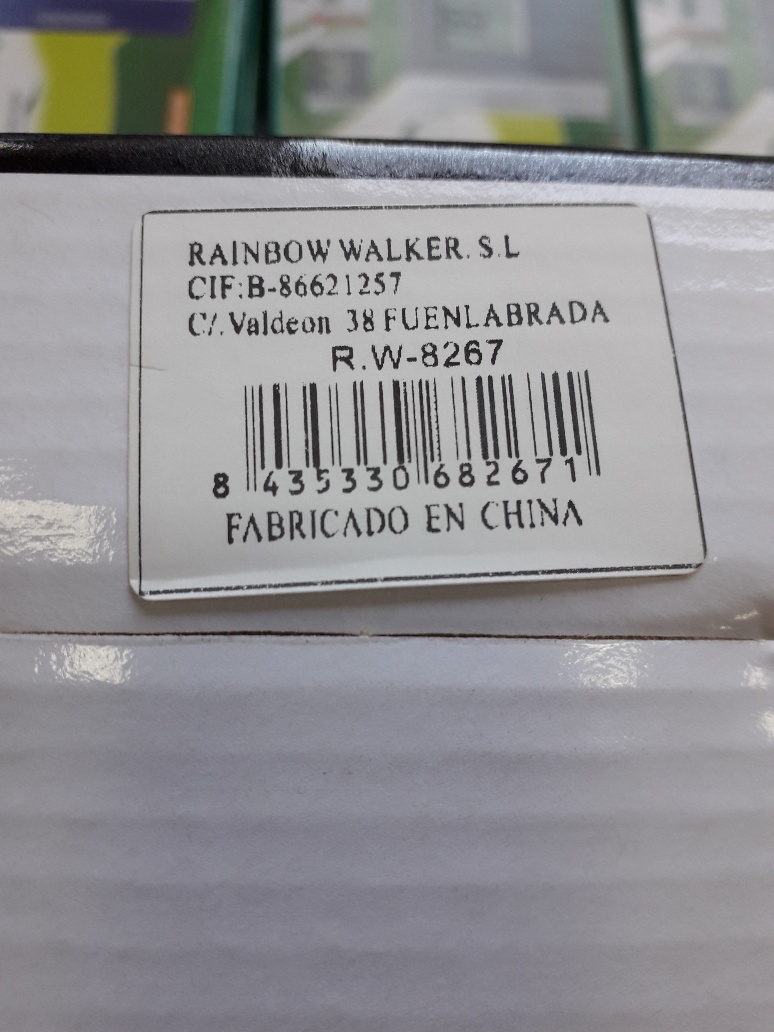 RAINBOW WALKER. S.L
CIF:B-86621257
C/.Valdeon 38 FUENLABRADA
R.W-8267
8 435330 682671
FABRICADO EN CHINA